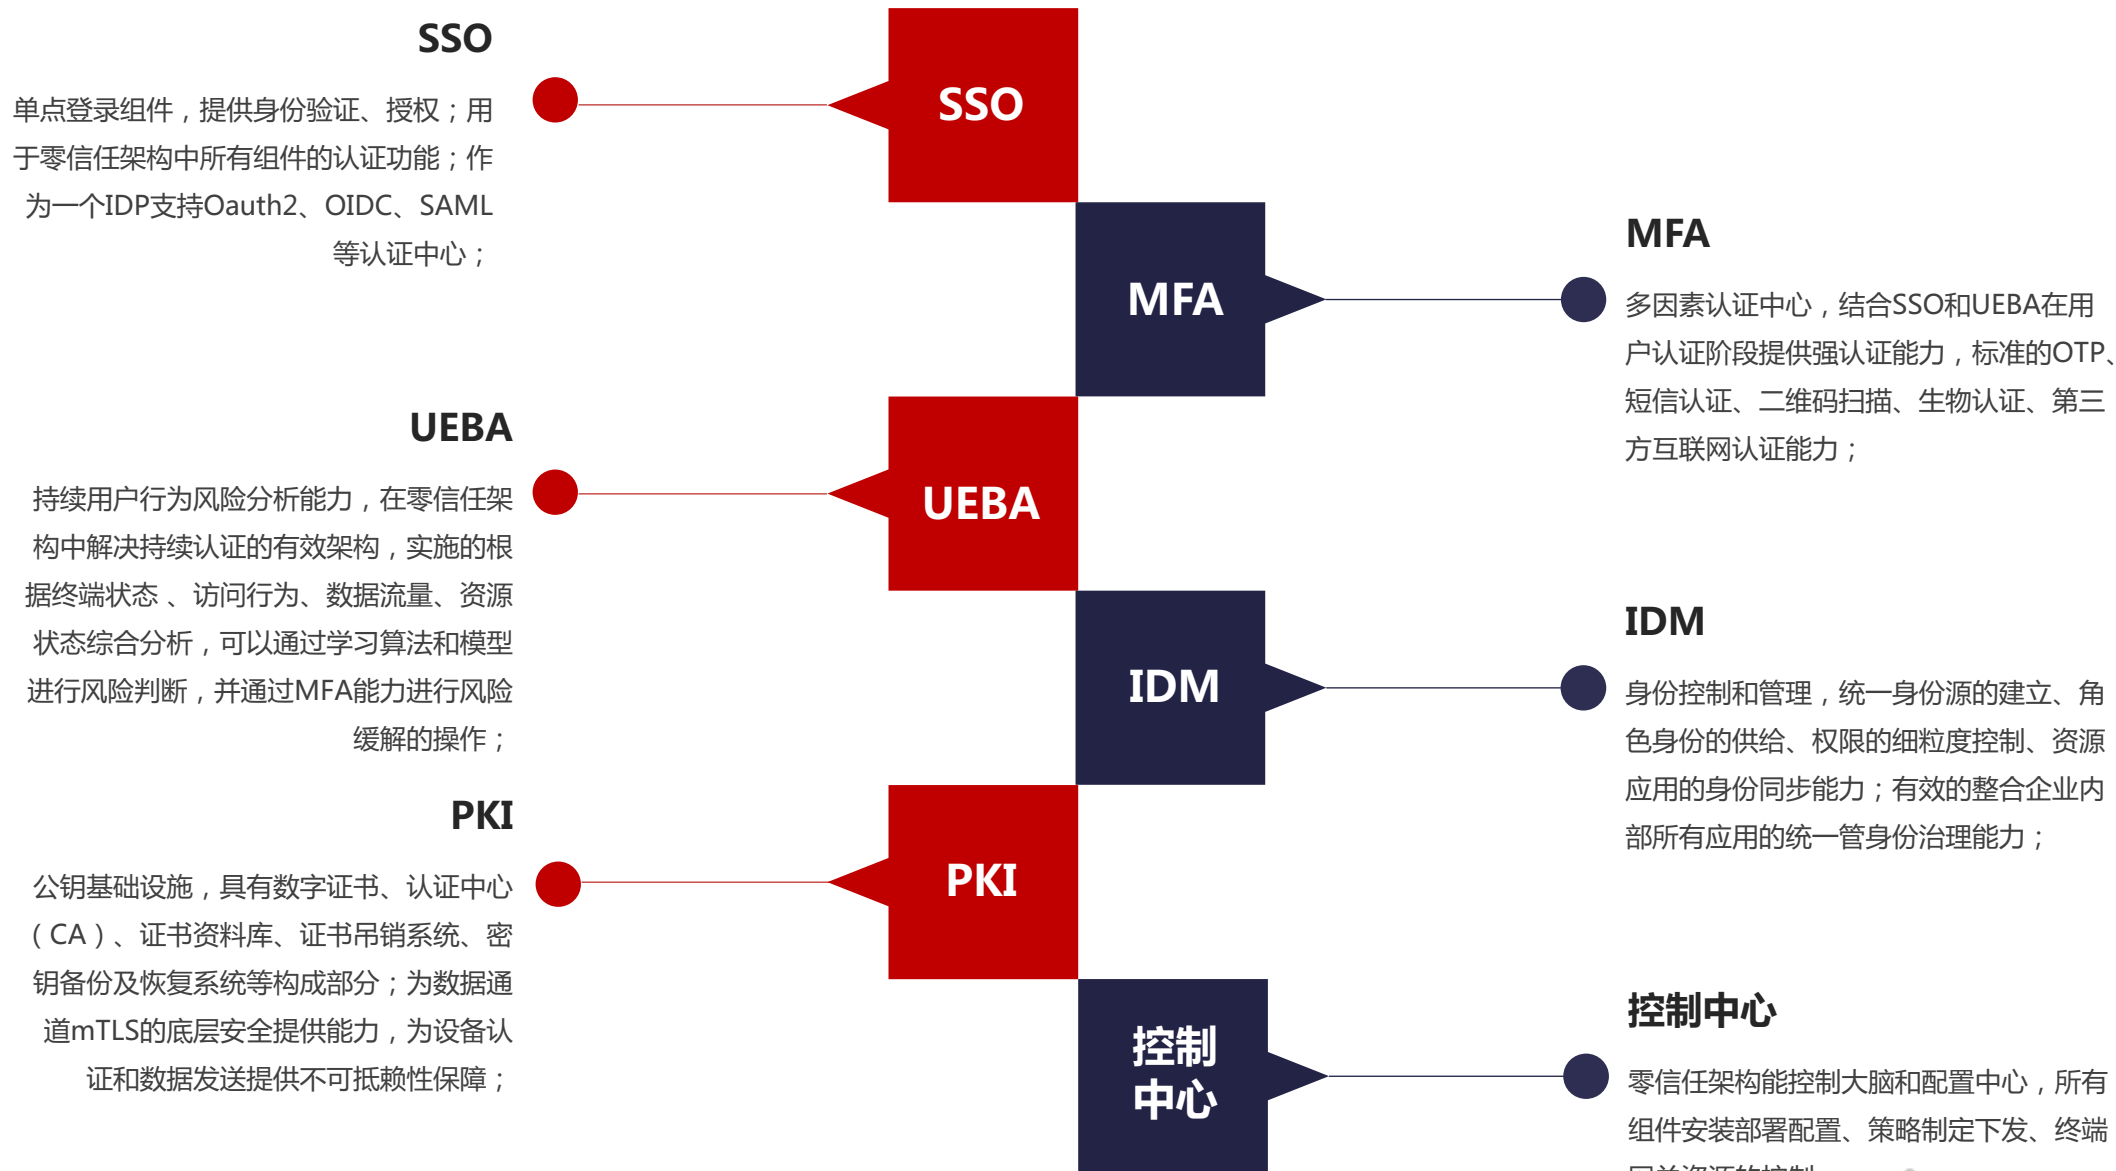 SSO
单点登录组件，提供身份验证、授权；用
于零信任架构中所有组件的认证功能；作
为一个IDP支持Oauth2、OIDC、SAML
等认证中心；
SSO
MFA
MFA
多因素认证中心，结合SSO和UEBA在用
户认证阶段提供强认证能力，标准的OTP、
短信认证、二维码扫描、生物认证、第三
方互联网认证能力；
UEBA
持续用户行为风险分析能力，在零信任架
构中解决持续认证的有效架构，实施的根
据终端状态 、访问行为、数据流量、资源
状态综合分析，可以通过学习算法和模型
进行风险判断，并通过MFA能力进行风险
缓解的操作；
UEBA
IDM
IDM
身份控制和管理，统一身份源的建立、角
色身份的供给、权限的细粒度控制、资源
应用的身份同步能力；有效的整合企业内
部所有应用的统一管身份治理能力；
PKI
公钥基础设施，具有数字证书、认证中心
（CA）、证书资料库、证书吊销系统、密
钥备份及恢复系统等构成部分；为数据通
道mTLS的底层安全提供能力，为设备认
证和数据发送提供不可抵赖性保障；
PKI
控制
中心
控制中心
零信任架构能控制大脑和配置中心，所有
组件安装部署配置、策略制定下发、终端